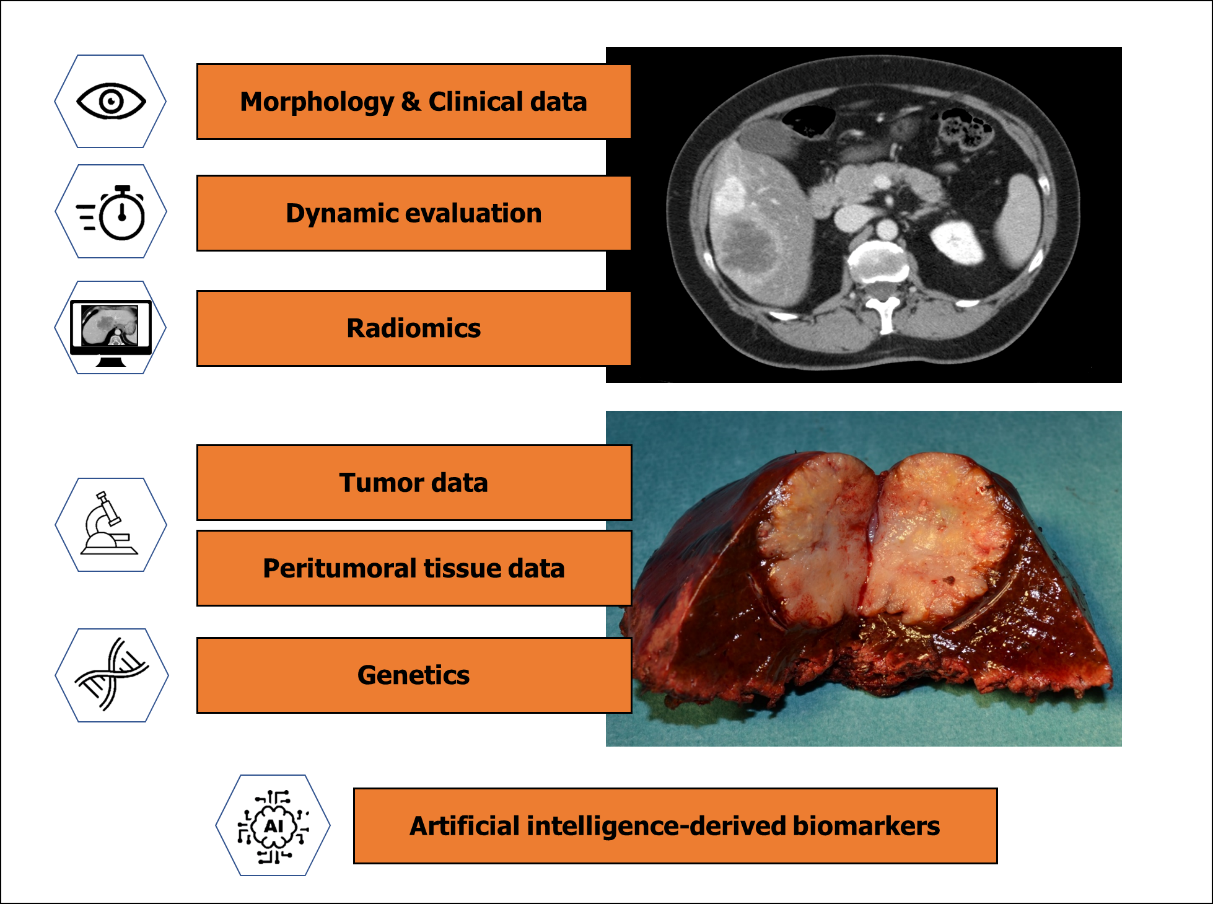 Morphology & Clinical data
Dynamic evaluation
Radiomics
Tumor data
Peritumoral tissue data
Genetics
AI
Artificial intelligence-derived biomarkers